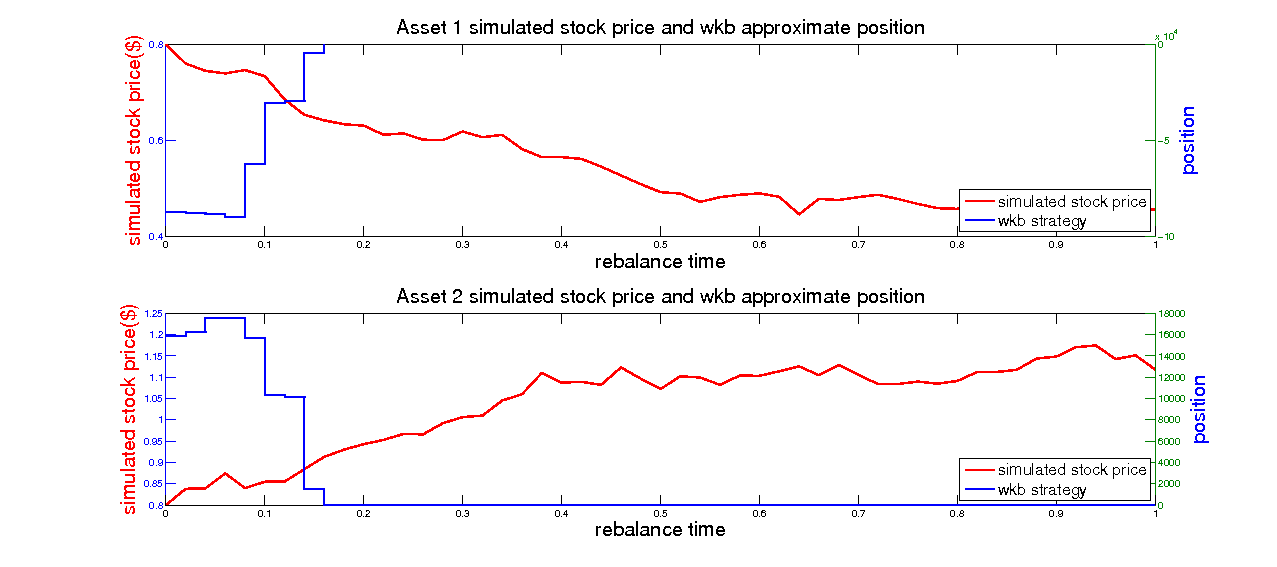 Asset 1 simulated stock price and wkb approximate position
x 10^4
simulated stock price($)
0.8
0.6
0.4
0
-5
-10
position
simulated stock price
wkb strategy
0 0.1 0.2 0.3 0.4 0.5 0.6 0.7 0.8 0.9 1
rebalance time
Asset 2 simulated stock price and wkb approximate position
simulated stock price($)
1.25
1.2
1.15
1.1
1.05
1
0.95
0.9
0.85
0.8
18000
16000
14000
12000
10000
8000
6000
4000
2000
0
position
simulated stock price
wkb strategy
0 0.1 0.2 0.3 0.4 0.5 0.6 0.7 0.8 0.9 1
rebalance time